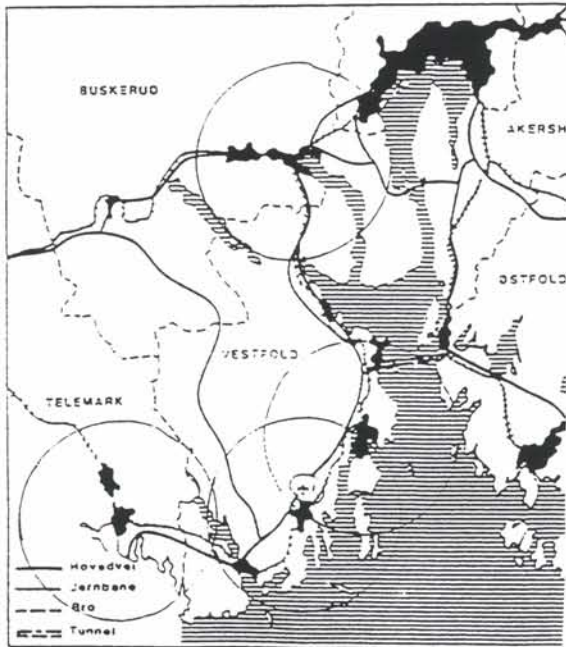 BUSKERUD
AKERSH
ØSTFOLD
VESTFOLD
TELEMARK
Hovedvei
Jernbane
Bro
Tunnel